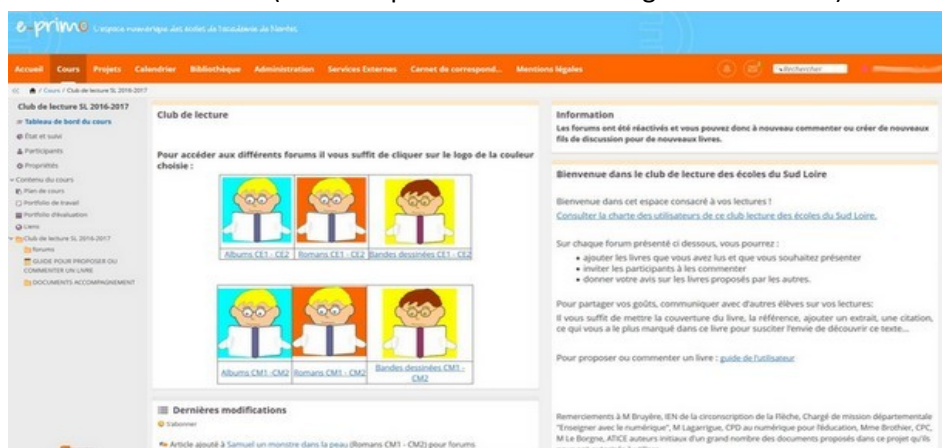 e-primo L'espace numérique des écoles de l'académie de Nantes
Accueil Cours Projets Calendrier Bibliothèque Administration Services Externes Carnet de correspond... Mentions légales
Rechercher
/ Cours / Club de lecture SL 2016-2017
Club de lecture SL 2016-2017
Tableau de bord du cours
État et suivi
Participants
Propriétés
Contenu du cours
Plan de cours
Portfolio de travail
Portfolio d'évaluation
Liens
Club de lecture SL 2016-2017
forums
GUIDE POUR PROPOSER OU
COMMENTER UN LIVRE
DOCUMENTS ACCOMPAGNEMENT
Club de lecture
Pour accéder aux différents forums il vous suffit de cliquer sur le logo de la couleur
choisie :
Albums CE1 - CE2 Romans CE1 - CE2 Bandes dessinées CE1 - CE2
Albums CM1 -CM2 Romans CM1 - CM2 Bandes dessinées CM1 -
CM2
Dernières modifications
S'abonner
Article ajouté à Samuel un monstre dans la peau (Romans CM1 - CM2) pour forums
Information
Les forums ont été réactivés et vous pouvez donc à nouveau commenter ou créer de nouveaux
fils de discussion pour de nouveaux livres.
Bienvenue dans le club de lecture des écoles du Sud Loire
Bienvenue dans cet espace consacré à vos lectures !
Consulter la charte des utilisateurs de ce club lecture des écoles du Sud Loire.
Sur chaque forum présenté ci dessous, vous pourrez :
• ajouter les livres que vous avez lus et que vous souhaitez présenter
• inviter les participants à les commenter
• donner votre avis sur les livres proposés par les autres.
Pour partager vos goûts, communiquer avec d'autres élèves sur vos lectures:
Il vous suffit de mettre la couverture du livre, la référence, ajouter un extrait, une citation,
ce qui vous a le plus marqué dans ce livre pour susciter l'envie de découvrir ce texte...
Pour proposer ou commenter un livre : guide de l'utilisateur
Remerciements à M Bruyère, IEN de la circonscription de la Flèche, Chargé de mission départementale
"Enseigner avec le numérique", M Lagarrigue, CPD au numérique pour l'éducation, Mme Brothier, CPC,
M Le Borgne, ATICE auteurs initiaux d'un grand nombre des documents proposés dans ce projet qu'ils